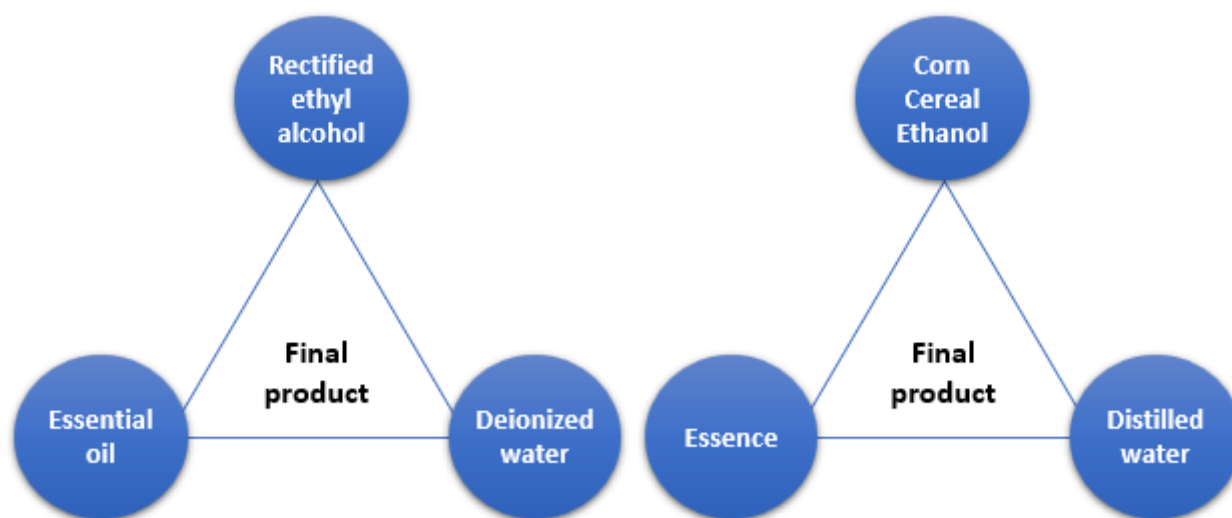 Rectified
ethyl
alcohol
Corn
Cereal
Ethanol
Final
product
Final
product
Essential
oil
Deionized
water
Essence
Distilled
water